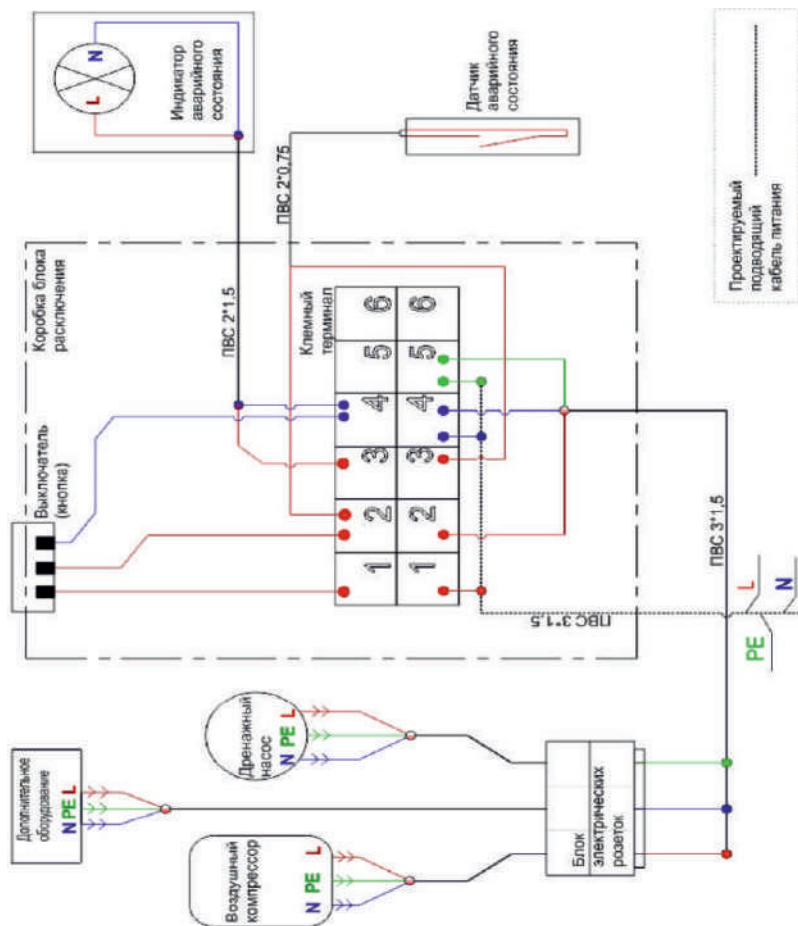 Индикатор
аварийного
состояния
L
N
Датчик
аварийного
состояния
ПВС 2*0,75
ПВС 2*1,5
Проектируемый
подводящий
кабель питания
Коробка блока
расключения
Клемный
терминал
Выключатель
(кнопка)
1 2 3 4 5 6
1 2 3 4 5 6
ПВС 3*1,5
ПВС 3*1,5
L
N
PE
Дополнительное
оборудование
N PE L
Дренажный
насос
N PE L
Воздушный
компрессор
N PE L
Блок
электрических
розеток